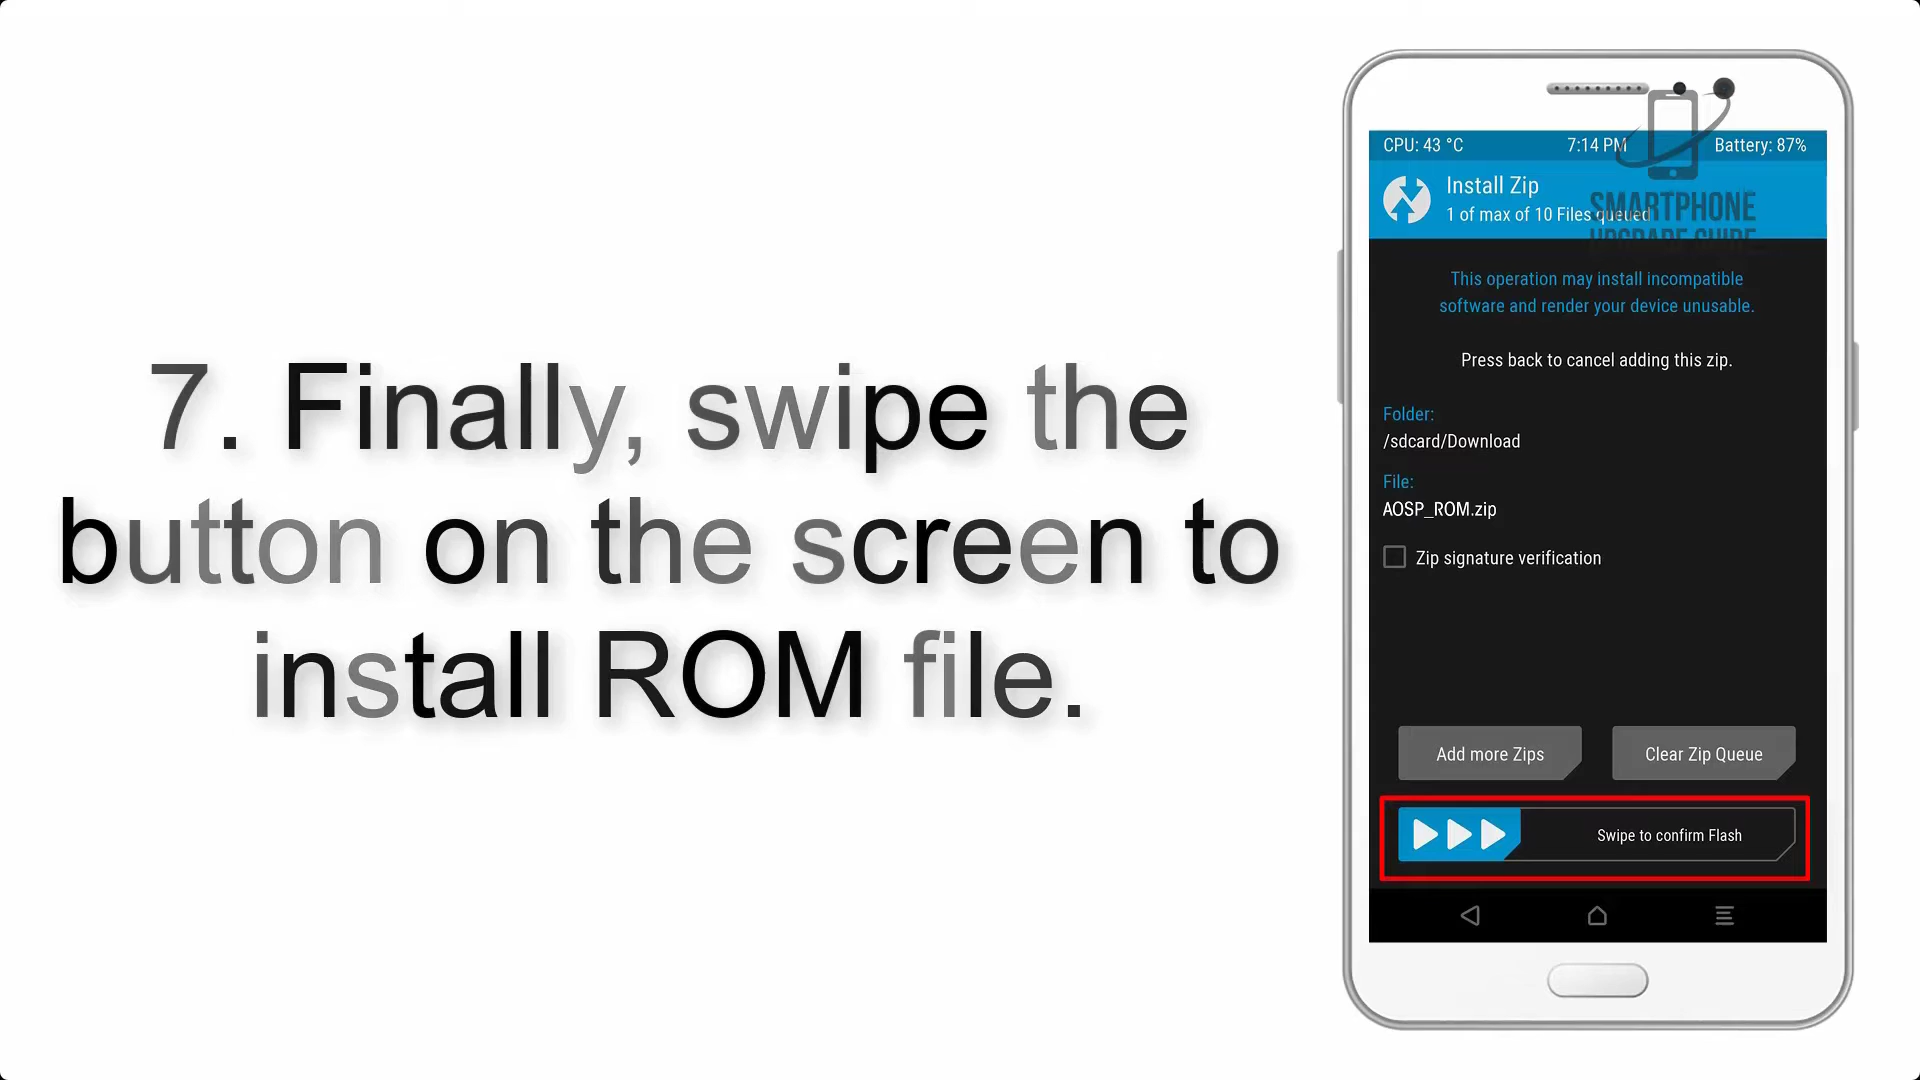 7. Finally, swipe the
button on the screen to
install ROM file.
CPU: 43 °C 7:14 PM Battery: 87%
Install Zip
1 of max of 10 Files queued
SMARTPHONE
UPGRADE GUIDE
This operation may install incompatible
software and render your device unusable.
Press back to cancel adding this zip.
Folder:
/sdcard/Download
File:
AOSP_ROM.zip
Zip signature verification
Add more Zips Clear Zip Queue
Swipe to confirm Flash